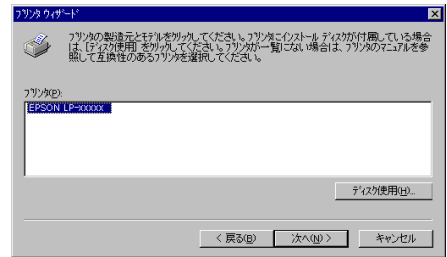 プリンタ ウィザード
プリンタの製造元とモデルをクリックしてください。プリンタにインストール ディスクが付属している場合
は、[ディスク使用] をクリックしてください。プリンタが一覧にない場合は、プリンタのマニュアルを参
照して互換性のあるプリンタを選択してください。
プリンタ(P):
EPSON LP-xxxxx
ディスク使用(H)...
< 戻る(B)
次へ(N) >
キャンセル